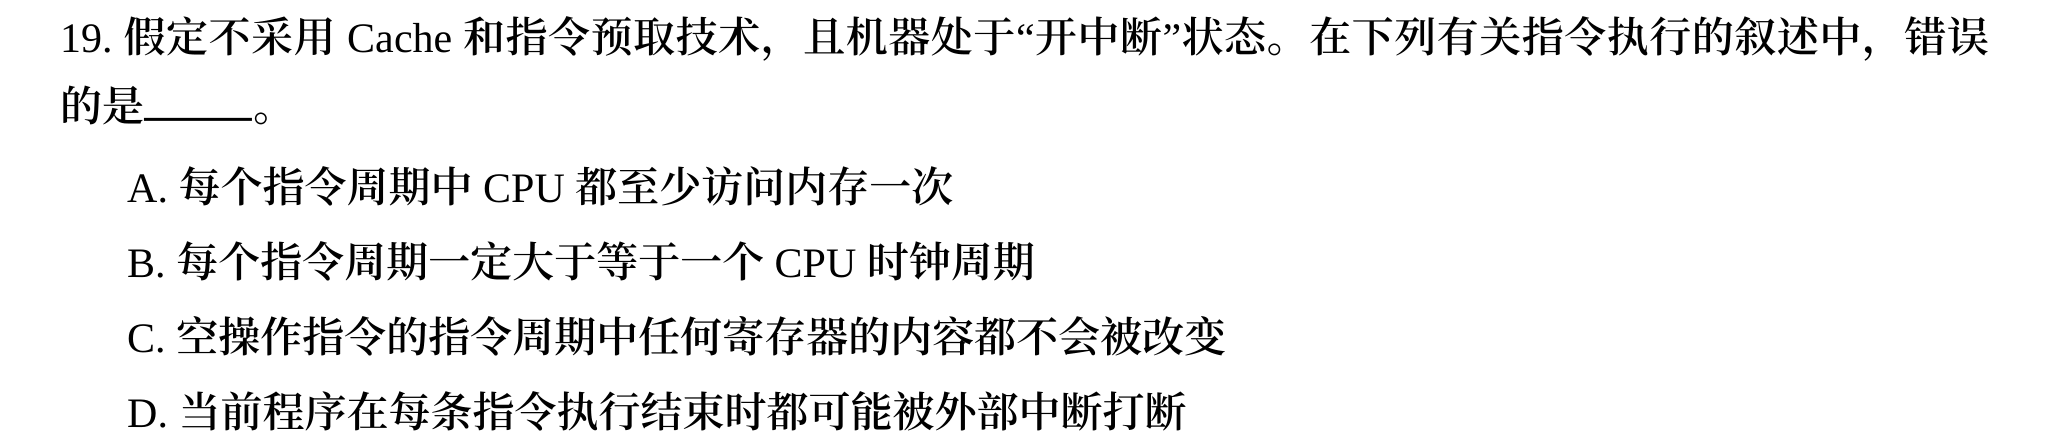 19. 假定不采用 Cache 和指令预取技术，且机器处于“开中断”状态。在下列有关指令执行的叙述中，错误
的是_____。
A. 每个指令周期中 CPU 都至少访问内存一次
B. 每个指令周期一定大于等于一个 CPU 时钟周期
C. 空操作指令的指令周期中任何寄存器的内容都不会被改变
D. 当前程序在每条指令执行结束时都可能被外部中断打断